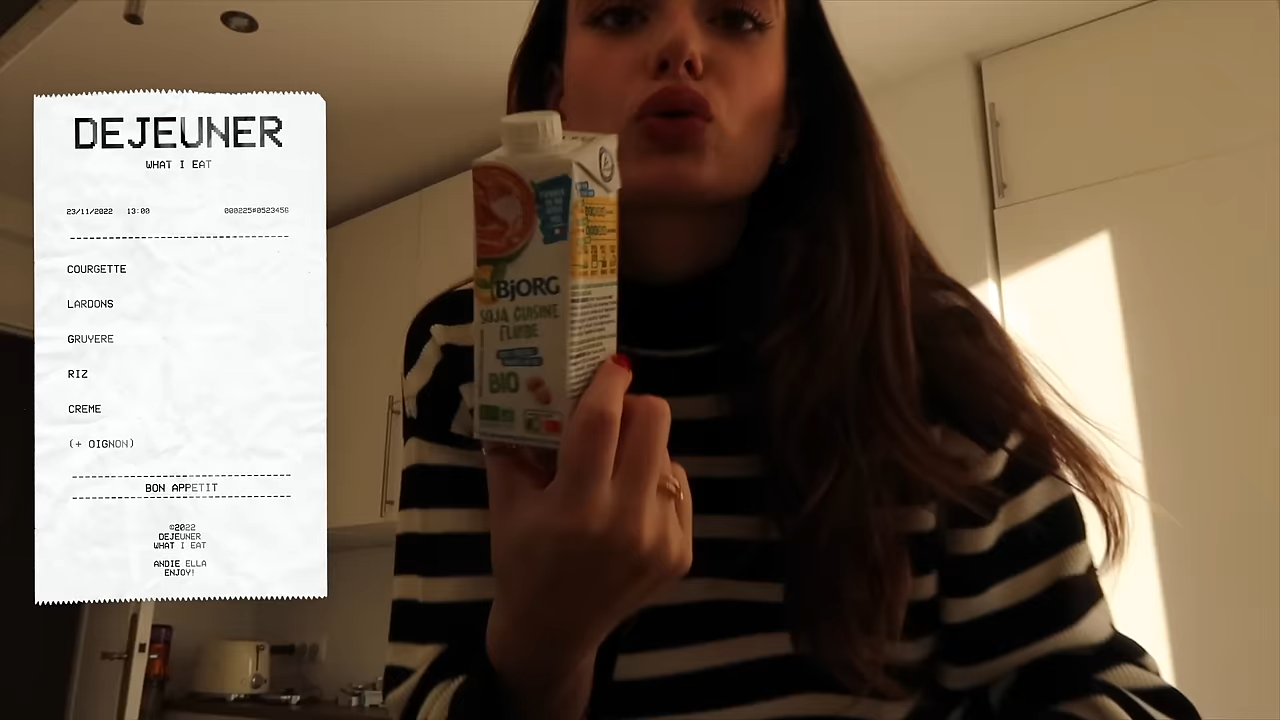 DEJEUNER
WHAT I EAT
23/11/2022 13:00 000225#0523456
COURGETTE
LARDONS
GRUYERE
RIZ
CREME
(+ OIGNON)
BON APPETIT
©2022
DEJEUNER
WHAT I EAT
ANDIE ELLA
ENJOY!
BjORG
SOJA CUISINE
FLUIDE
BIO